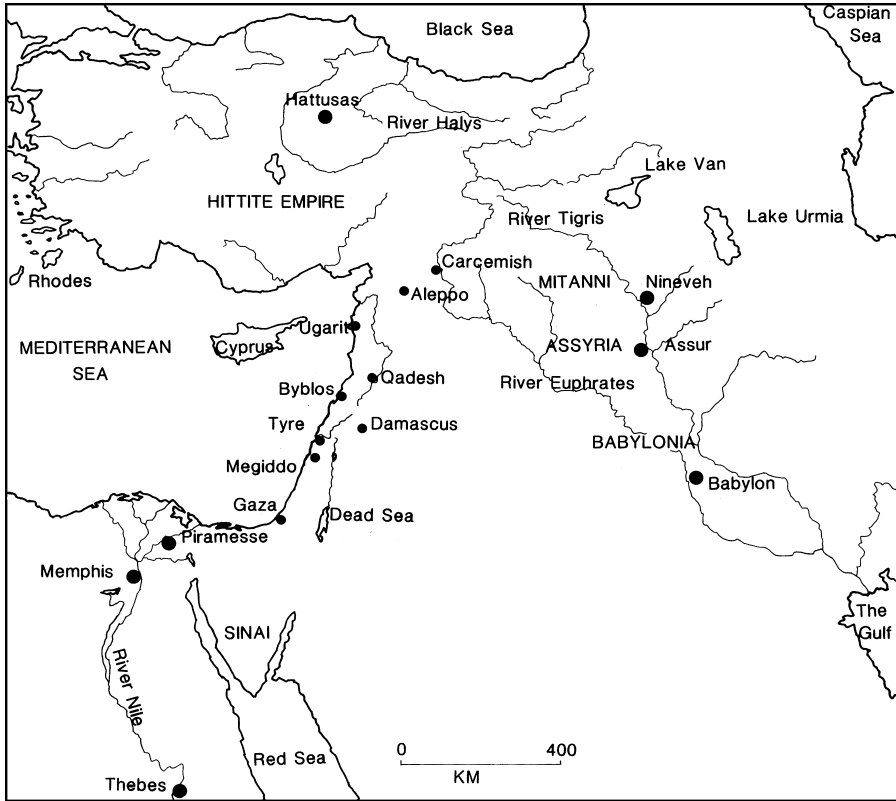 Black Sea
Caspian
Sea
Hattusas
River Halys
Lake Van
HITTITE EMPIRE
River Tigris
Lake Urmia
Rhodes
Carcemish
Aleppo
MITANNI
Nineveh
Ugarit
MEDITERRANEAN
SEA
Cyprus
ASSYRIA
Assur
Qadesh
River Euphrates
Byblos
Tyre
Damascus
BABYLONIA
Megiddo
Babylon
Gaza
Dead Sea
Piramesse
Memphis
The
Gulf
SINAI
River Nile
Red Sea
0 400
KM
Thebes